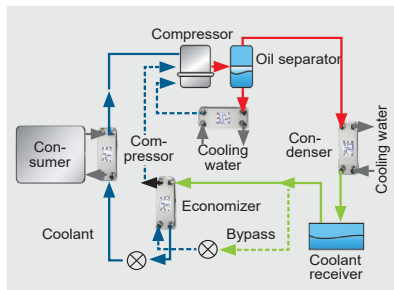 Compressor
Oil separator
Con-
sumer
Com-
pressor
Cooling
water
Con-
denser
Cooling water
Economizer
Coolant
Bypass
Coolant
receiver